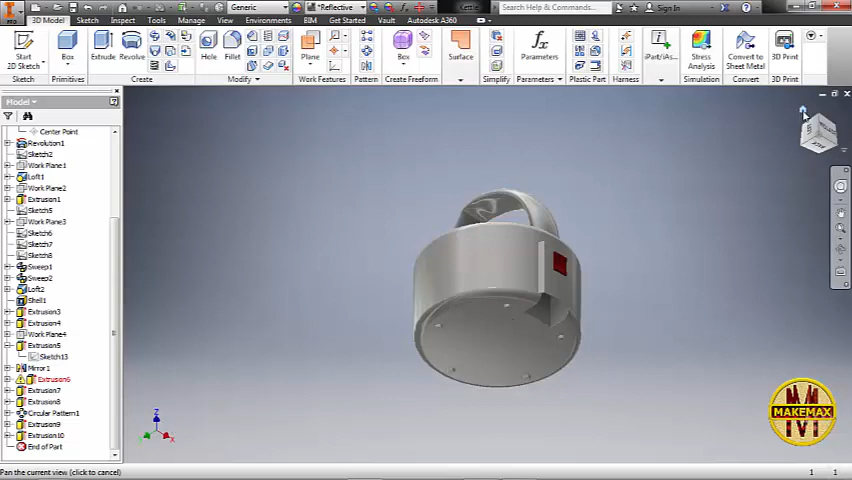 Generic
*Reflective
Kettle
Search Help & Commands...
Sign In
3D Model Sketch Inspect Tools Manage View Environments BIM Get Started Vault Autodesk A360
Start
2D Sketch
Box
Extrude
Revolve
Hole
Fillet
Plane
Box
Surface
Parameters
iPart/iAs...
Stress
Analysis
Convert to
Sheet Metal
3D Print
Sketch Primitives Create Modify Work Features Pattern Create Freeform Simplify Parameters Plastic Part Harness Simulation Convert 3D Print
Model
Center Point
Revolution1
Sketch2
Work Plane1
Loft1
Work Plane2
Extrusion1
Sketch5
Work Plane3
Sketch6
Sketch7
Sketch8
Sweep1
Sweep2
Loft2
Shell1
Extrusion3
Extrusion4
Work Plane4
Extrusion5
Sketch13
Mirror1
Extrusion6
Extrusion7
Extrusion8
Circular Pattern1
Extrusion9
Extrusion10
End of Part
Z
X
MAKEMAX
Pan the current view (click to cancel)
1 1